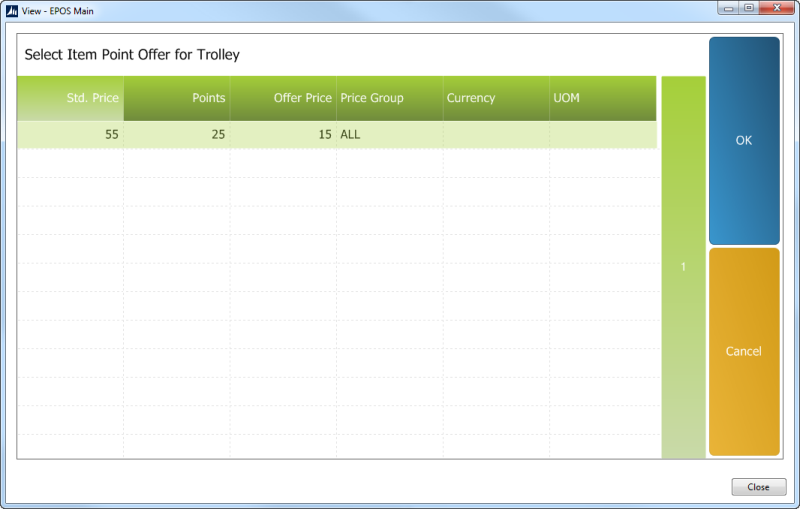 View - EPOS Main
Select Item Point Offer for Trolley
Std. Price Points Offer Price Price Group Currency UOM
55 25 15 ALL
OK
1
Cancel
Close